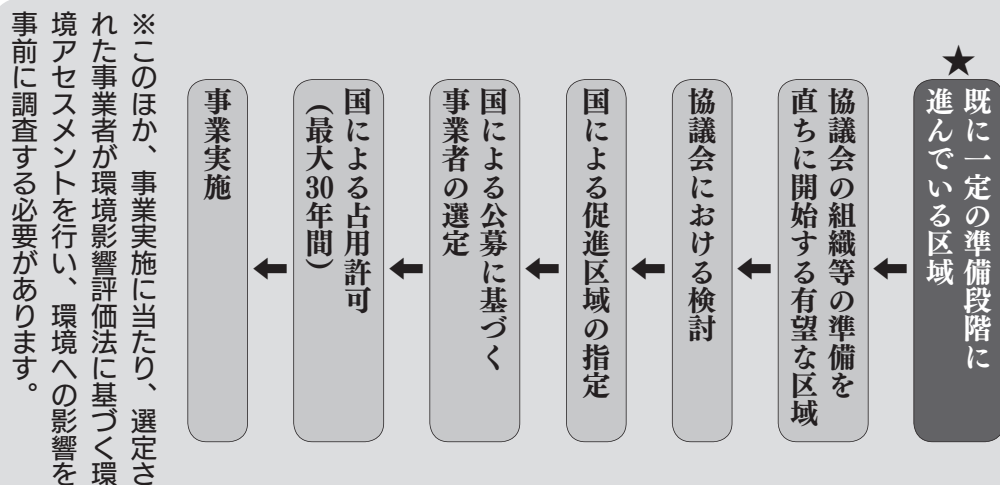 ★
既に一定の準備段階に
進んでいる区域
協議会の組織等の準備を
直ちに開始する有望な区域
協議会における検討
国による促進区域の指定
国による公募に基づく
事業者の選定
国による占用許可
（最大30年間）
事業実施
※このほか、事業実施に当たり、選定さ
れた事業者が環境影響評価法に基づく環
境アセスメントを行い、環境への影響を
事前に調査する必要があります。